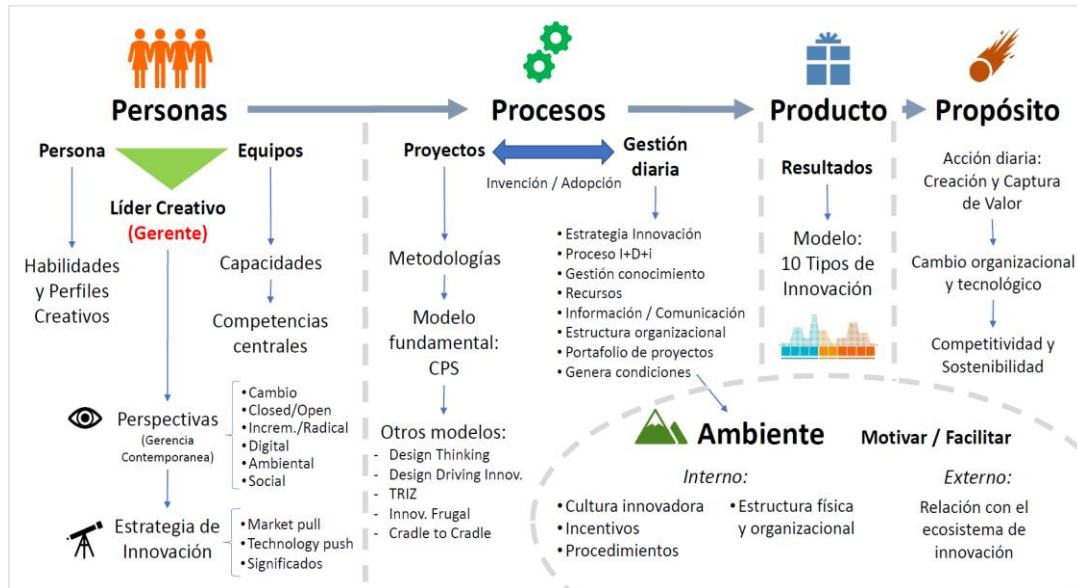 Personas
Procesos
Producto
Propósito
Persona
Equipos
Líder Creativo
(Gerente)
Habilidades
y Perfiles
Creativos
Capacidades
Competencias
centrales
Perspectivas
(Gerencia
Contemporanea)
•Cambio
•Closed/Open
•Increm./Radical
•Digital
•Ambiental
•Social
Estrategia de
Innovación
•Market pull
•Technology push
•Significados
Proyectos
Gestión
diaria
Invención / Adopción
Metodologías
Modelo
fundamental:
CPS
Otros modelos:
- Design Thinking
- Design Driving Innov.
- TRIZ
- Innov. Frugal
- Cradle to Cradle
•Estrategia Innovación
•Proceso I+D+i
•Gestión conocimiento
•Recursos
•Información / Comunicación
•Estructura organizacional
•Portafolio de proyectos
•Genera condiciones
Resultados
Modelo:
10 Tipos de
Innovación
Acción diaria:
Creación y Captura
de Valor
Cambio organizacional
y tecnológico
Competitividad y
Sostenibilidad
Ambiente
Motivar / Facilitar
Interno:
•Cultura innovadora
•Incentivos
•Procedimientos
•Estructura física
y organizacional
Externo:
Relación con el
ecosistema de
innovación